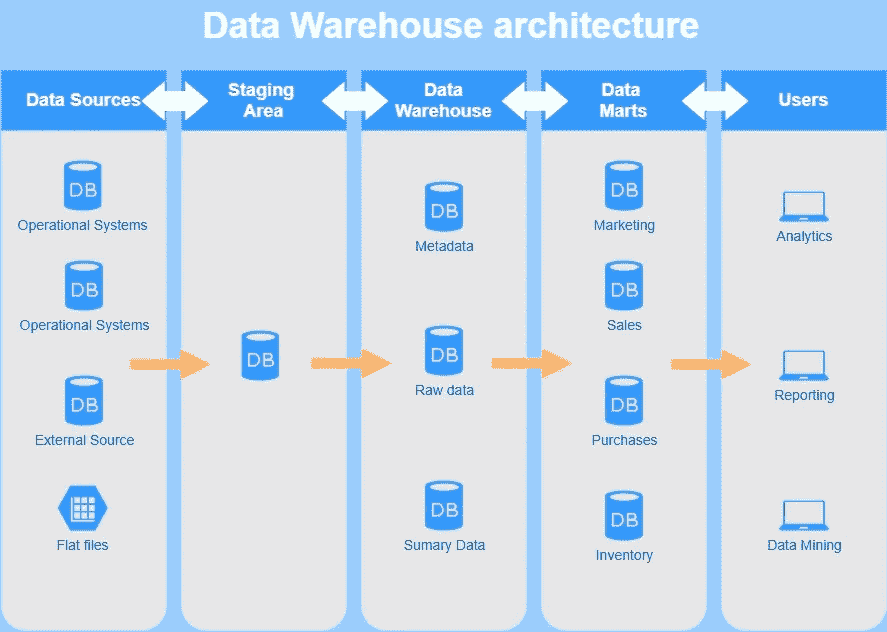 Data Warehouse architecture
Data Sources
Staging
Area
Data
Warehouse
Data
Marts
Users
DB
Operational Systems
DB
Operational Systems
DB
External Source
Flat files
DB
DB
Metadata
DB
Raw data
DB
Sumary Data
DB
Marketing
DB
Sales
DB
Purchases
DB
Inventory
Analytics
Reporting
Data Mining